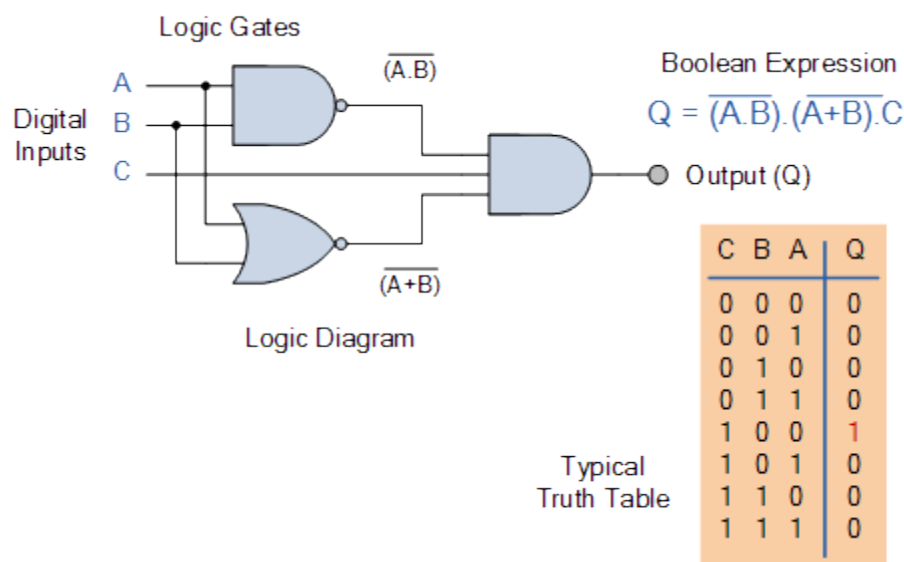 Logic Gates
A
B
C
Digital
Inputs
(A̅.̅B̅)
(A̅+̅B̅)
Logic Diagram
Boolean Expression
Q = (A̅.̅B̅).(A̅+̅B̅).C
Output (Q)
C B A Q
0 0 0 0
0 0 1 0
0 1 0 0
0 1 1 0
1 0 0 1
1 0 1 0
1 1 0 0
1 1 1 0
Typical
Truth Table